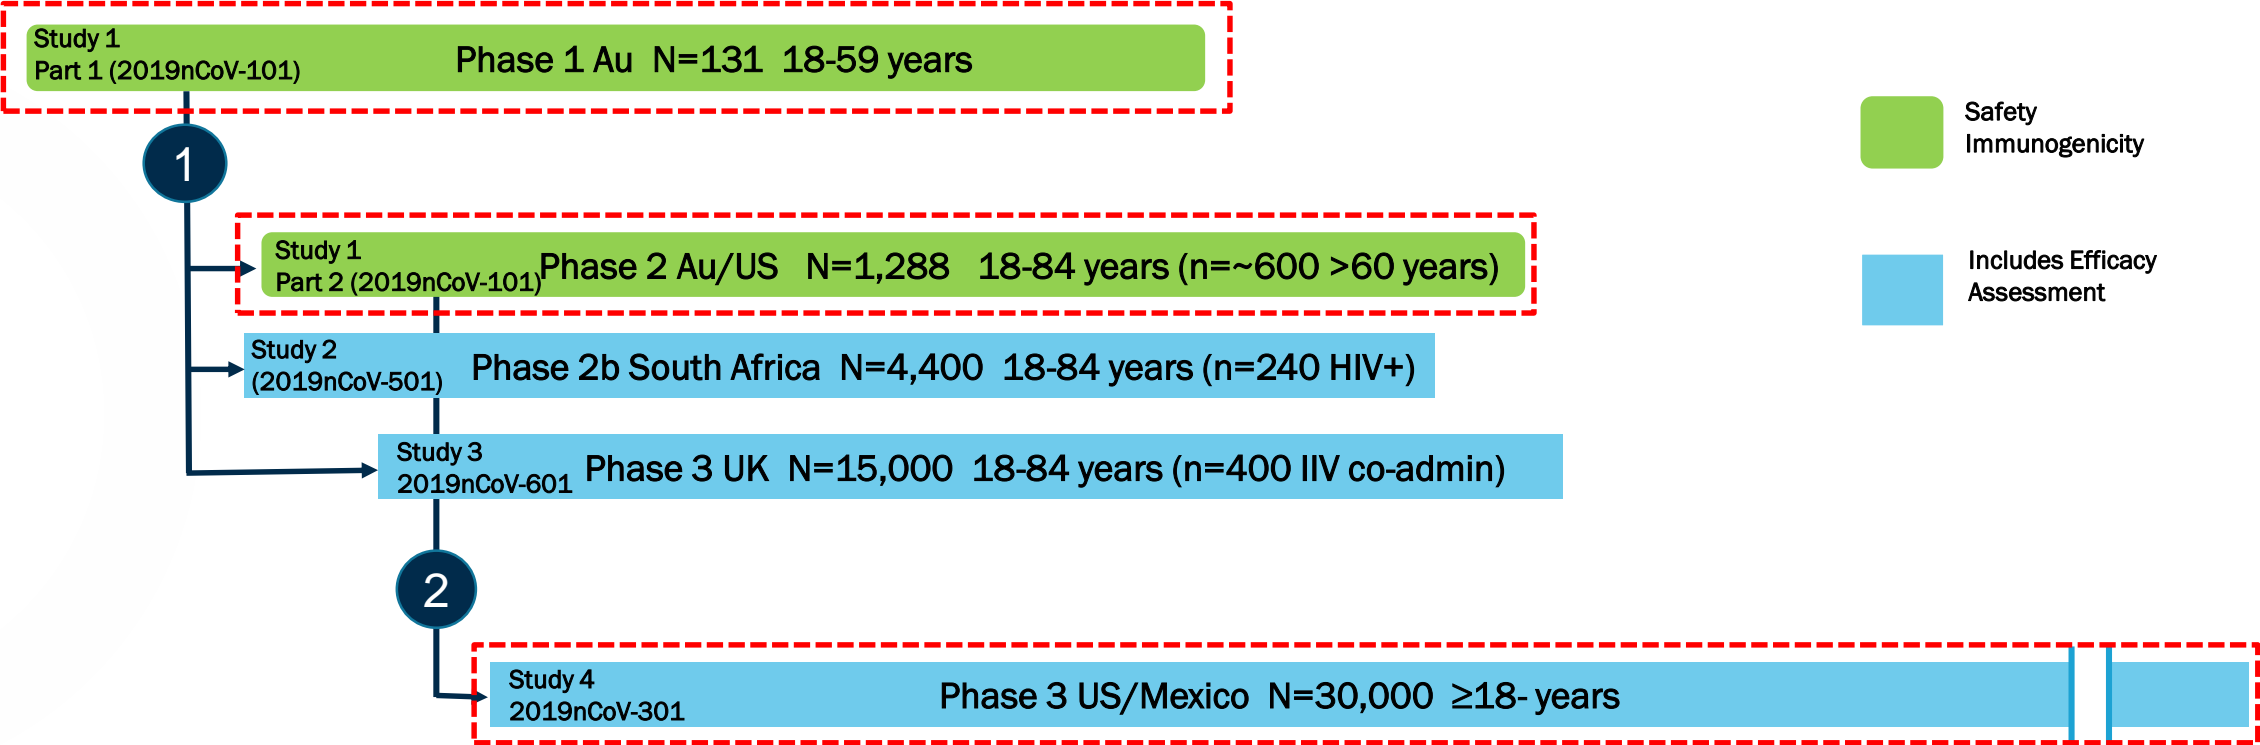 Study 1
Part 1 (2019nCoV-101)
Phase 1 Au N=131 18-59 years
1
Safety
Immunogenicity
Study 1
Part 2 (2019nCoV-101)
Phase 2 Au/US N=1,288 18-84 years (n=~600 >60 years)
Includes Efficacy
Assessment
Study 2
(2019nCoV-501)
Phase 2b South Africa N=4,400 18-84 years (n=240 HIV+)
Study 3
2019nCoV-601
Phase 3 UK N=15,000 18-84 years (n=400 IIV co-admin)
2
Study 4
2019nCoV-301
Phase 3 US/Mexico N=30,000 ≥18- years